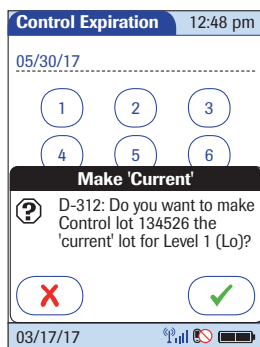 Control Expiration 12:48 pm
05/30/17
1 2 3
4 5 6
Make 'Current'
D-312: Do you want to make
Control lot 134526 the
'current' lot for Level 1 (Lo)?
03/17/17